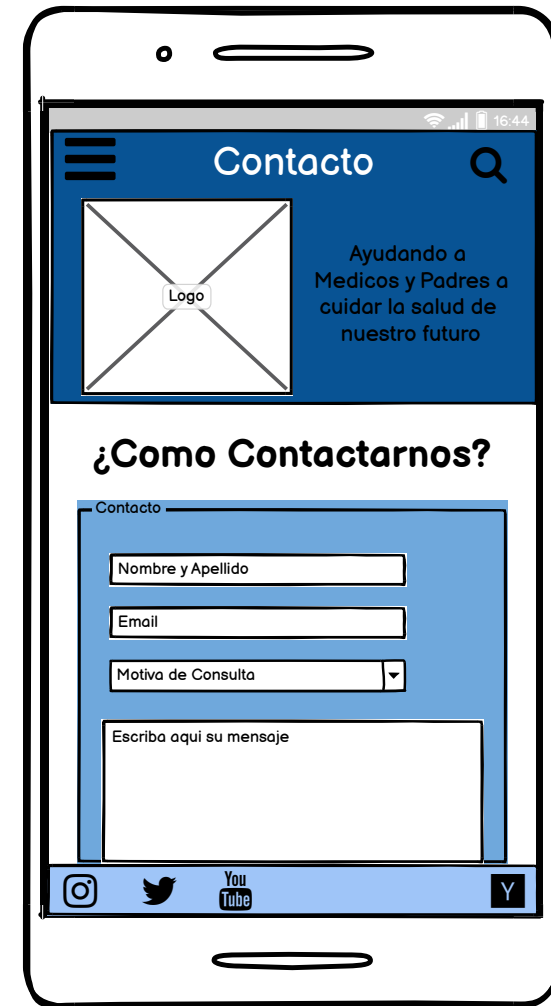 16:44
Contacto
Logo
Ayudando a
Medicos y Padres a
cuidar la salud de
nuestro futuro
¿Como Contactarnos?
Contacto
Nombre y Apellido
Email
Motiva de Consulta
Escriba aqui su mensaje
You
Tube
Y